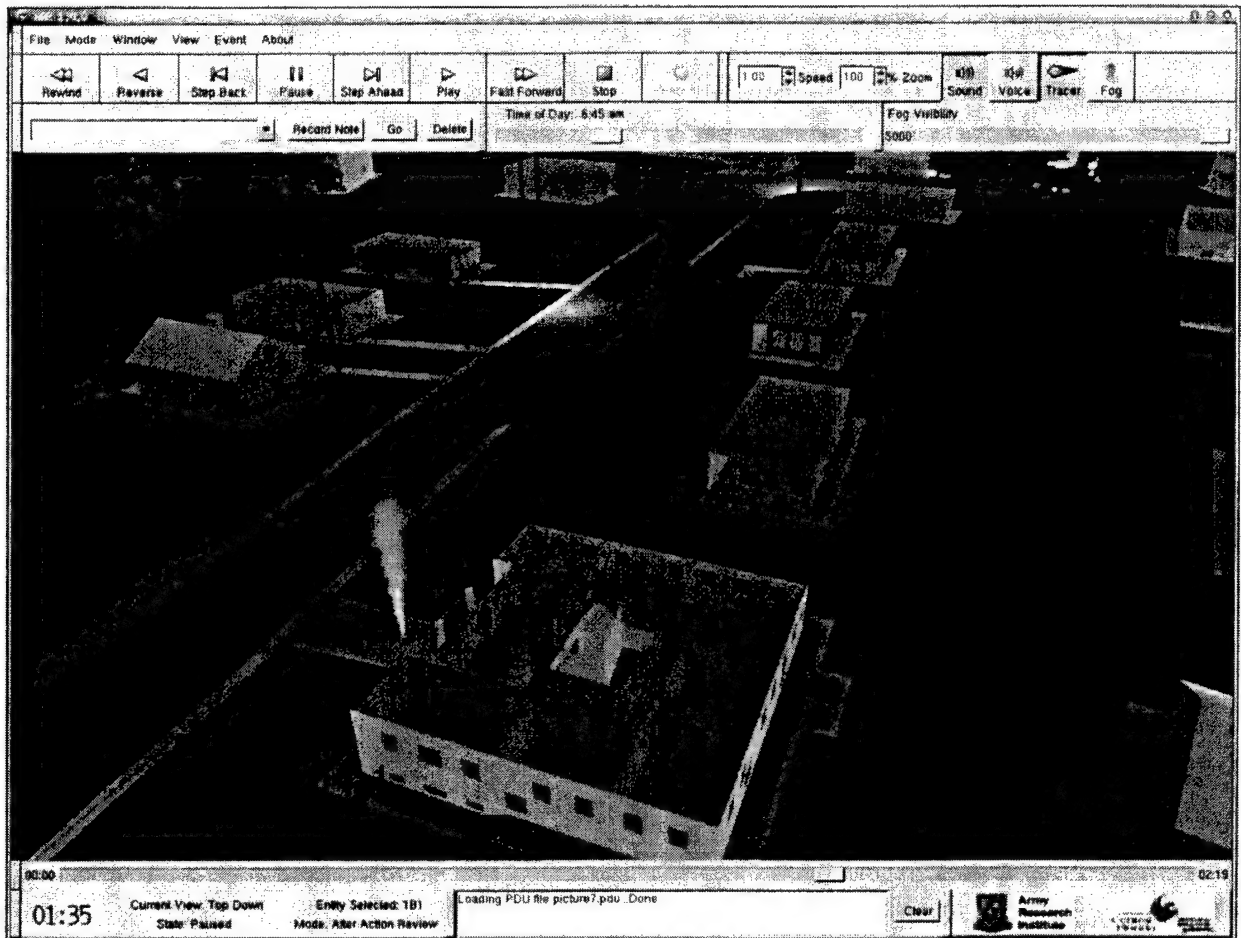 File Mode Window View Event About
Rewind Reverse Step Back Pause Step Ahead Play Fast Forward Stop
1.00 Speed 100 % Zoom Sound Voice Tracer Fog
Record Note Go Delete
Time of Day: 6:45 am
Fog Visibility
5000
00:00 02:19
01:35
Current View: Top Down Entity Selected: 1B1
State: Paused Mode: After Action Review
Loading PDU file picture7.pdu...Done
Clear
Army
Research
Institute